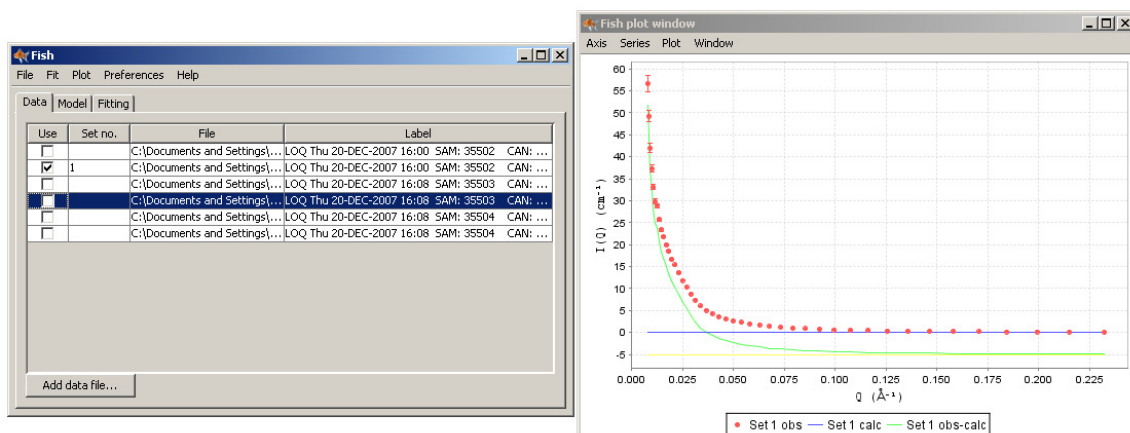 Fish
File Fit Plot Preferences Help
Data Model Fitting
Use Set no. File Label
C:\Documents and Settings\... LOQ Thu 20-DEC-2007 16:00 SAM: 35502 CAN: ...
1 C:\Documents and Settings\... LOQ Thu 20-DEC-2007 16:00 SAM: 35502 CAN: ...
C:\Documents and Settings\... LOQ Thu 20-DEC-2007 16:08 SAM: 35503 CAN: ...
C:\Documents and Settings\... LOQ Thu 20-DEC-2007 16:08 SAM: 35503 CAN: ...
C:\Documents and Settings\... LOQ Thu 20-DEC-2007 16:08 SAM: 35504 CAN: ...
C:\Documents and Settings\... LOQ Thu 20-DEC-2007 16:08 SAM: 35504 CAN: ...
Add data file...
Fish plot window
Axis Series Plot Window
60
55
50
45
40
35
30
25
20
15
10
5
0
-5
I(Q) (cm⁻¹)
0.000 0.025 0.050 0.075 0.100 0.125 0.150 0.175 0.200 0.225
Q (Å⁻¹)
Set 1 obs Set 1 calc Set 1 obs-calc